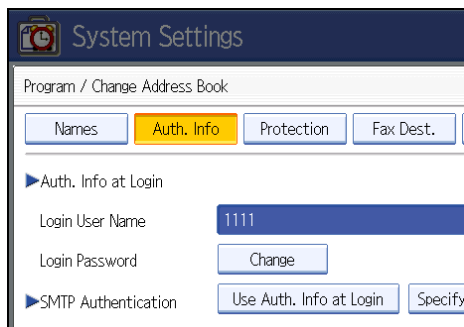 System Settings
Program / Change Address Book
Names Auth. Info Protection Fax Dest.
▶Auth. Info at Login
Login User Name 1111
Login Password Change
▶SMTP Authentication Use Auth. Info at Login Specify